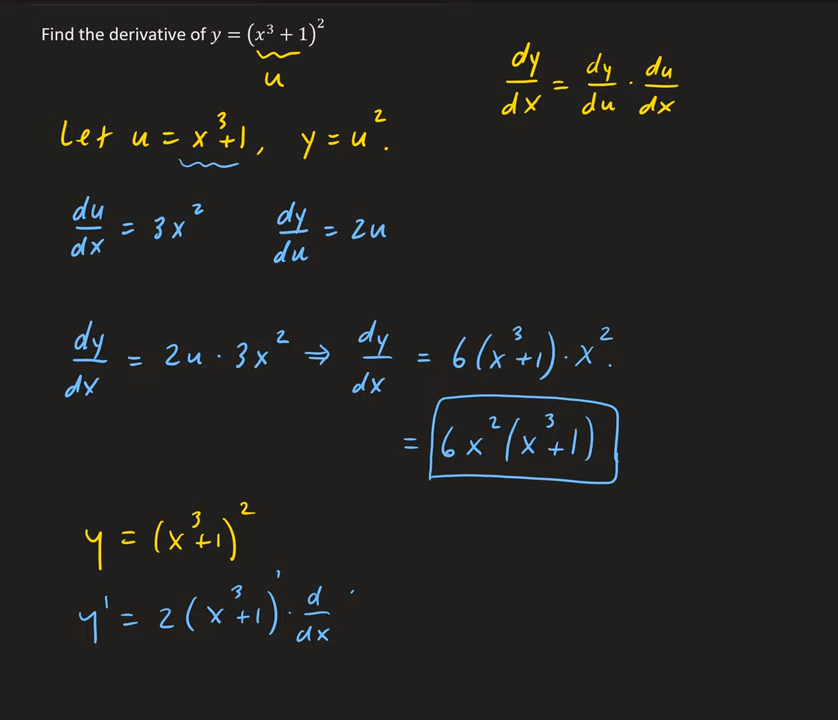 Find the derivative of y = (x³ + 1)²
u
dy/dx = dy/du · du/dx
Let u = x³+1, y = u².
du/dx = 3x² dy/du = 2u
dy/dx = 2u · 3x² ⇒ dy/dx = 6(x³+1) · x².
= 6x²(x³+1)
y = (x³+1)²
y' = 2(x³+1)¹ · d/dx